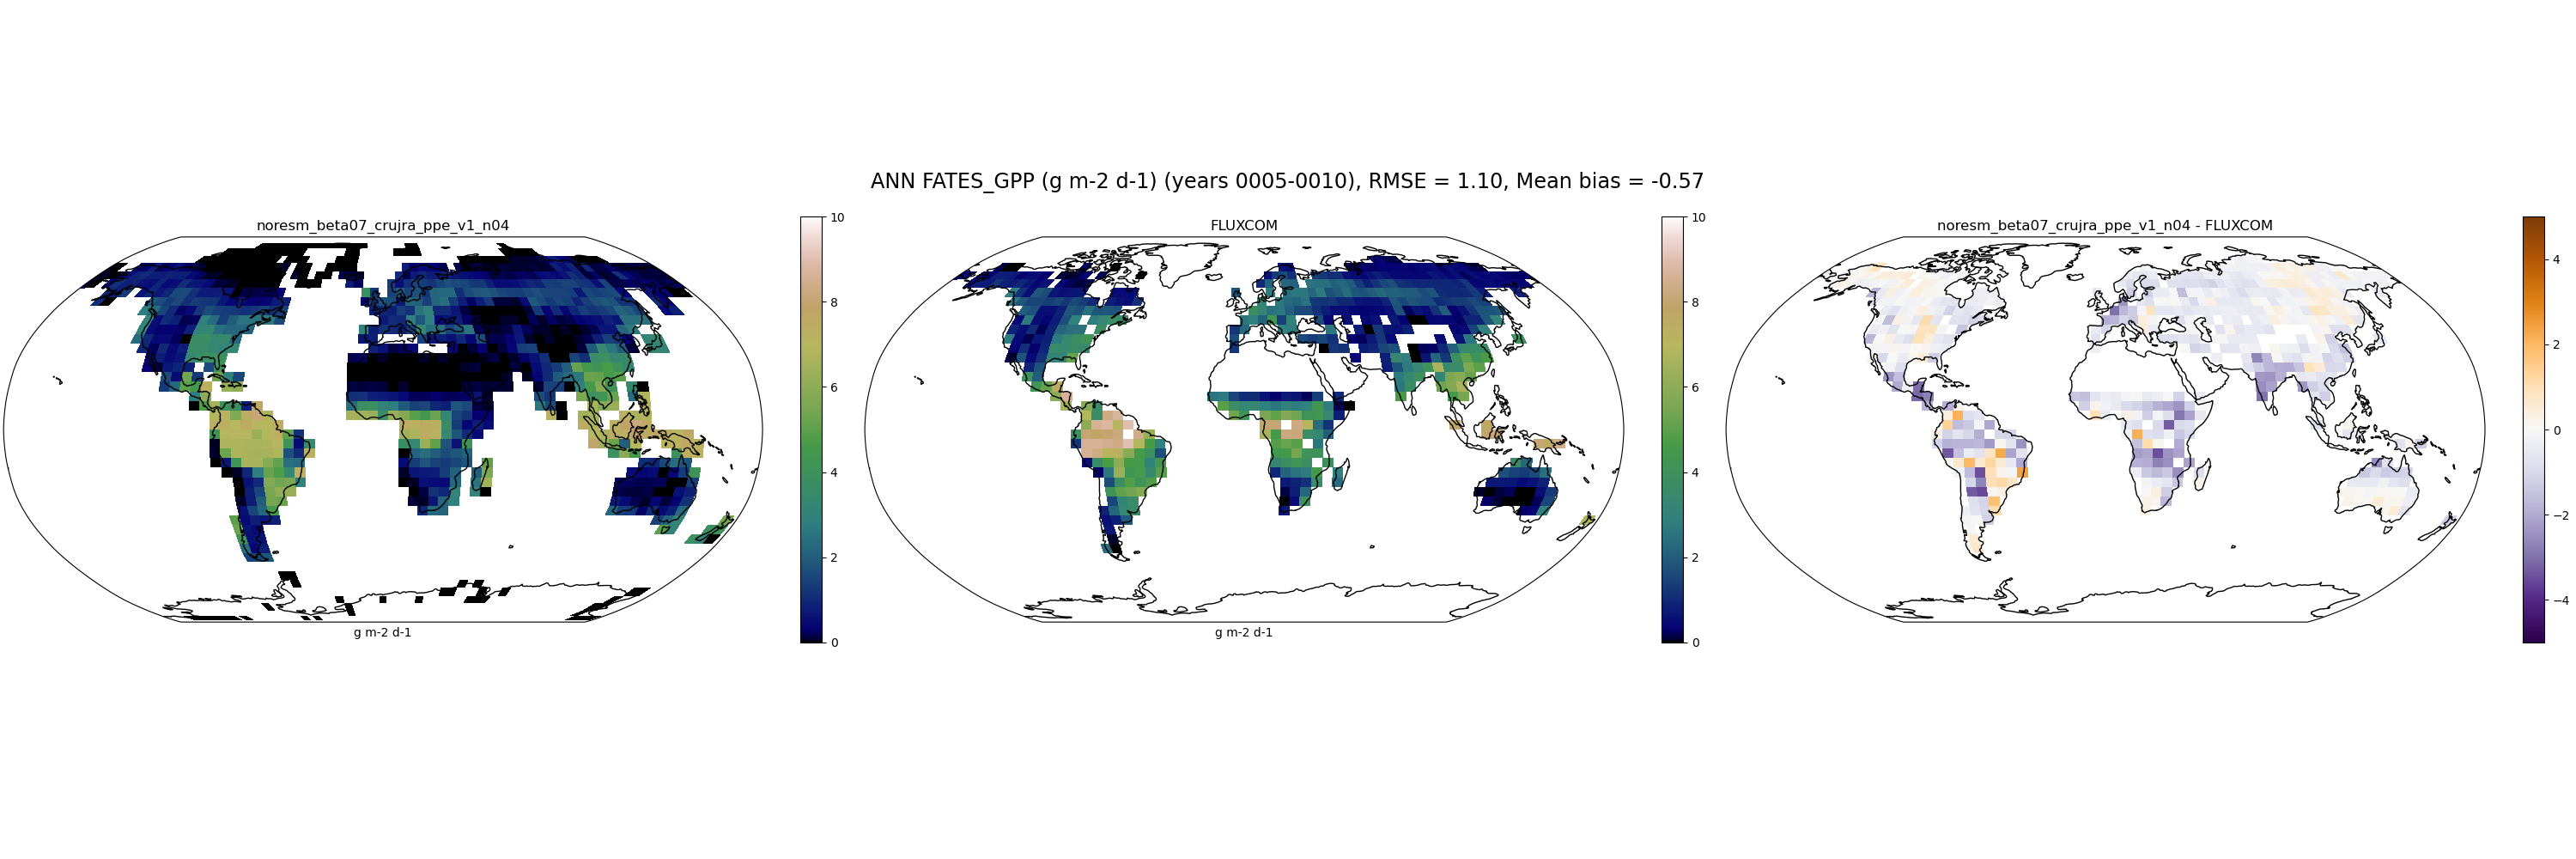 ANN FATES_GPP (g m-2 d-1) (years 0005-0010), RMSE = 1.10, Mean bias = -0.57
noresm_beta07_crujra_ppe_v1_n04
10
8
6
4
2
0
g m-2 d-1
FLUXCOM
10
8
6
4
2
0
g m-2 d-1
noresm_beta07_crujra_ppe_v1_n04 - FLUXCOM
4
2
0
−2
−4